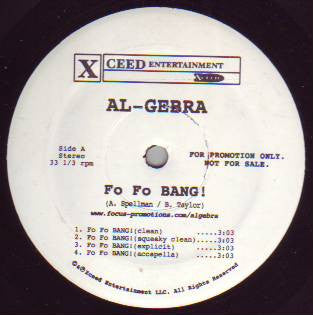 X CEED ENTERTAINMENT
AL-GEBRA
Side A
Stereo
33 1/3 rpm
FOR PROMOTION ONLY.
NOT FOR SALE.
Fo Fo BANG!
(A. Spellman / B. Taylor)
www.focus-promotions.com/algebra
1. Fo Fo BANG!(clean) .....3:03
2. Fo Fo BANG!(squeaky clean).....3:03
3. Fo Fo BANG!(explicit) .....3:03
4. Fo Fo BANG!(accapella) .....3:03
Xceed Entertainment LLC. All Rights Reserved